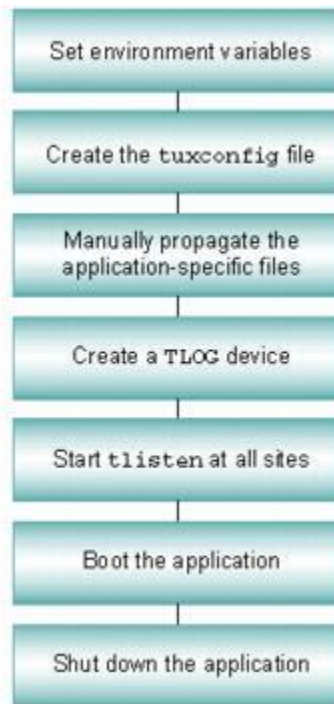 Set environment variables
Create the tuxconfig file
Manually propagate the
application-specific files
Create a TLOG device
Start tlisten at all sites
Boot the application
Shut down the application